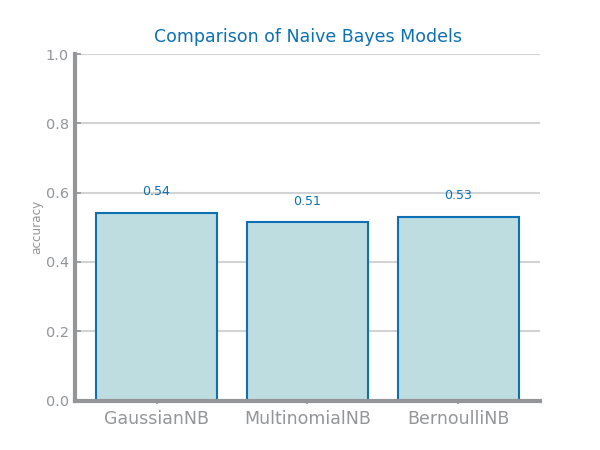 Comparison of Naive Bayes Models
1.0
0.8
0.6
0.4
0.2
0.0
accuracy
0.54
0.51
0.53
GaussianNB
MultinomialNB
BernoulliNB